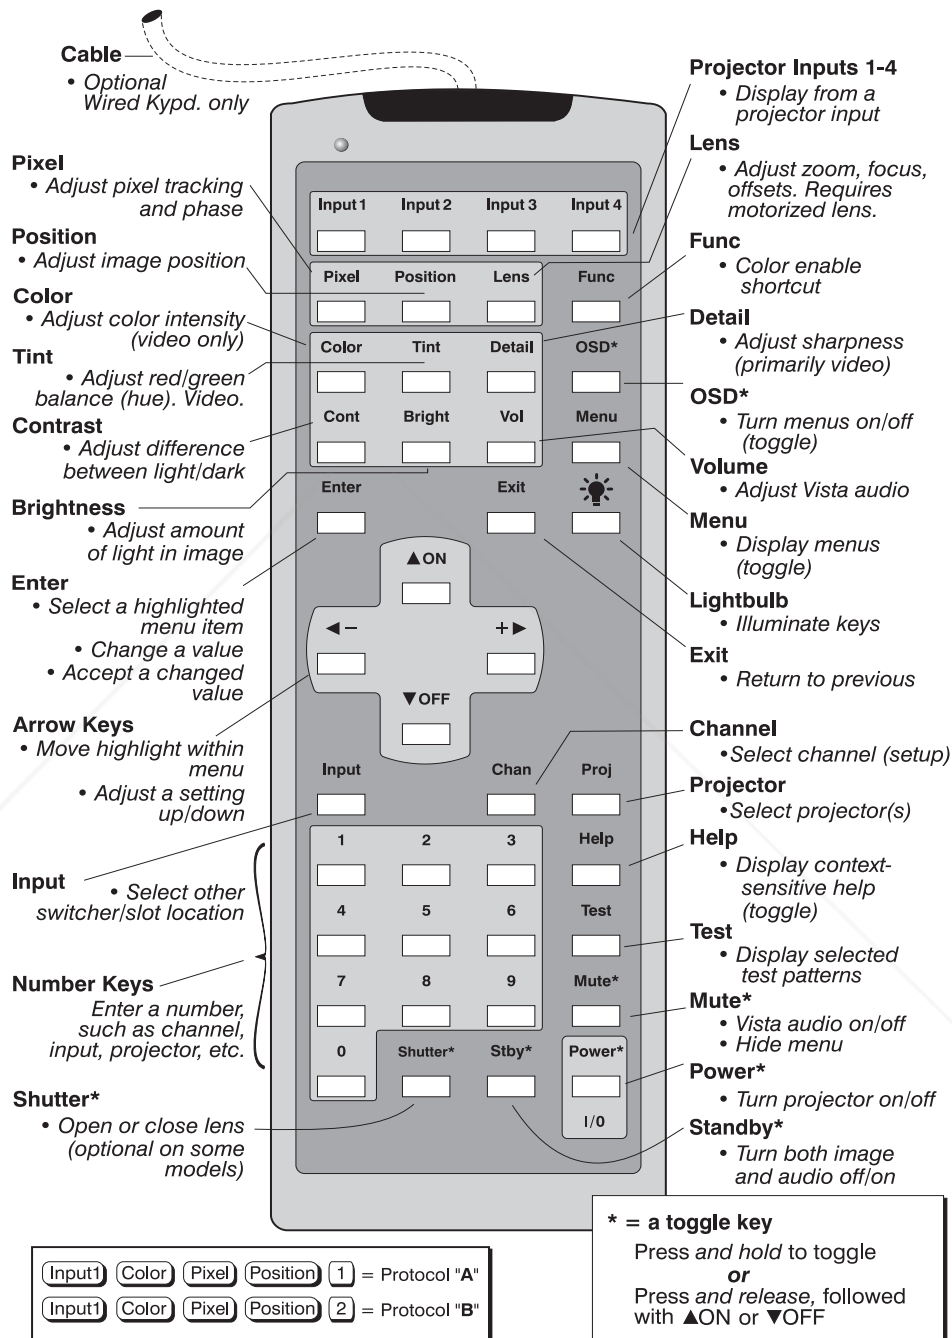 Cable
• Optional
Wired Kypd. only
Pixel
• Adjust pixel tracking
and phase
Position
• Adjust image position
Color
• Adjust color intensity
(video only)
Tint
• Adjust red/green
balance (hue). Video.
Contrast
• Adjust difference
between light/dark
Brightness
• Adjust amount
of light in image
Enter
• Select a highlighted
menu item
• Change a value
• Accept a changed
value
Arrow Keys
• Move highlight within
menu
• Adjust a setting
up/down
Input
• Select other
switcher/slot location
Number Keys
Enter a number,
such as channel,
input, projector, etc.
Shutter*
• Open or close lens
(optional on some
models)
Input 1 Input 2 Input 3 Input 4
Pixel Position Lens Func
Color Tint Detail OSD*
Cont Bright Vol Menu
Enter Exit
▲ON
◄− +►
▼OFF
Input Chan Proj
1 2 3 Help
4 5 6 Test
7 8 9 Mute*
0 Shutter* Stby* Power*
I/0
Projector Inputs 1-4
• Display from a
projector input
Lens
• Adjust zoom, focus,
offsets. Requires
motorized lens.
Func
• Color enable
shortcut
Detail
• Adjust sharpness
(primarily video)
OSD*
• Turn menus on/off
(toggle)
Volume
• Adjust Vista audio
Menu
• Display menus
(toggle)
Lightbulb
• Illuminate keys
Exit
• Return to previous
Channel
•Select channel (setup)
Projector
•Select projector(s)
Help
• Display context-
sensitive help
(toggle)
Test
• Display selected
test patterns
Mute*
• Vista audio on/off
• Hide menu
Power*
• Turn projector on/off
Standby*
• Turn both image
and audio off/on
Input1 Color Pixel Position 1 = Protocol "A"
Input1 Color Pixel Position 2 = Protocol "B"
* = a toggle key
Press and hold to toggle
or
Press and release, followed
with ▲ON or ▼OFF